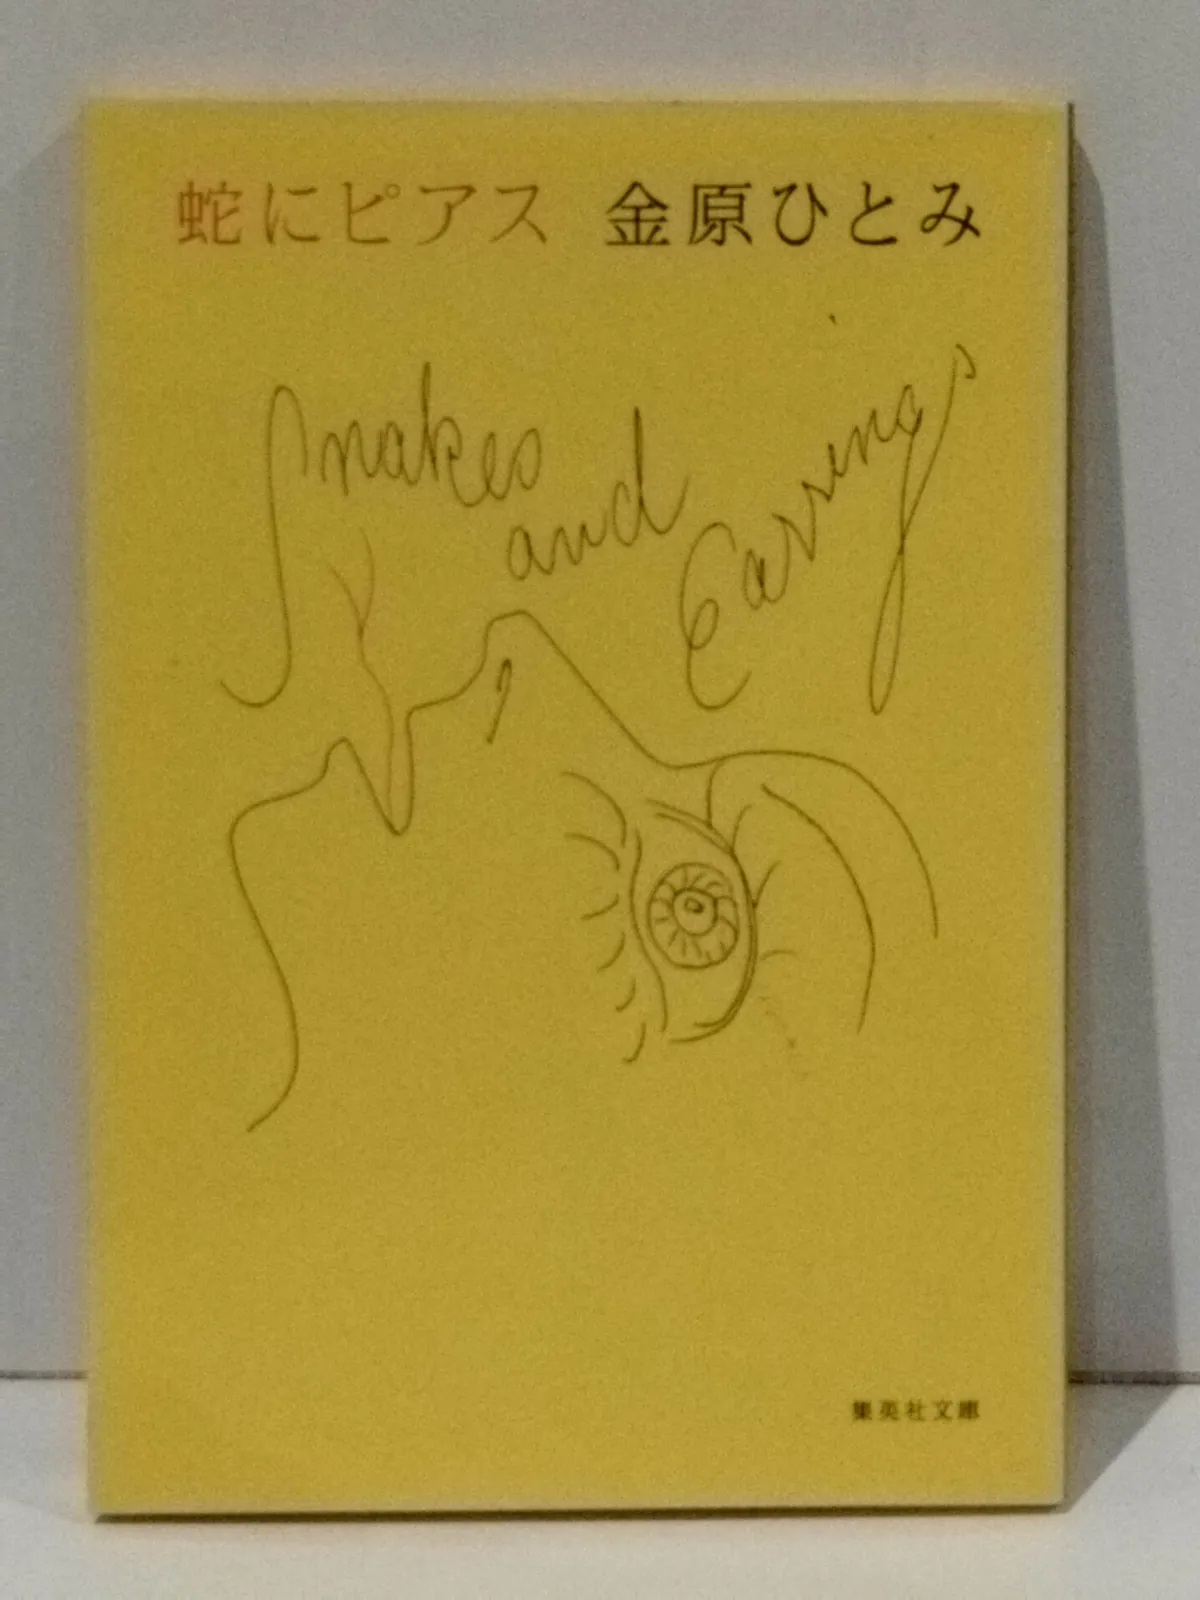 蛇にピアス 金原ひとみ
Snakes
and
Earrings
集英社文庫